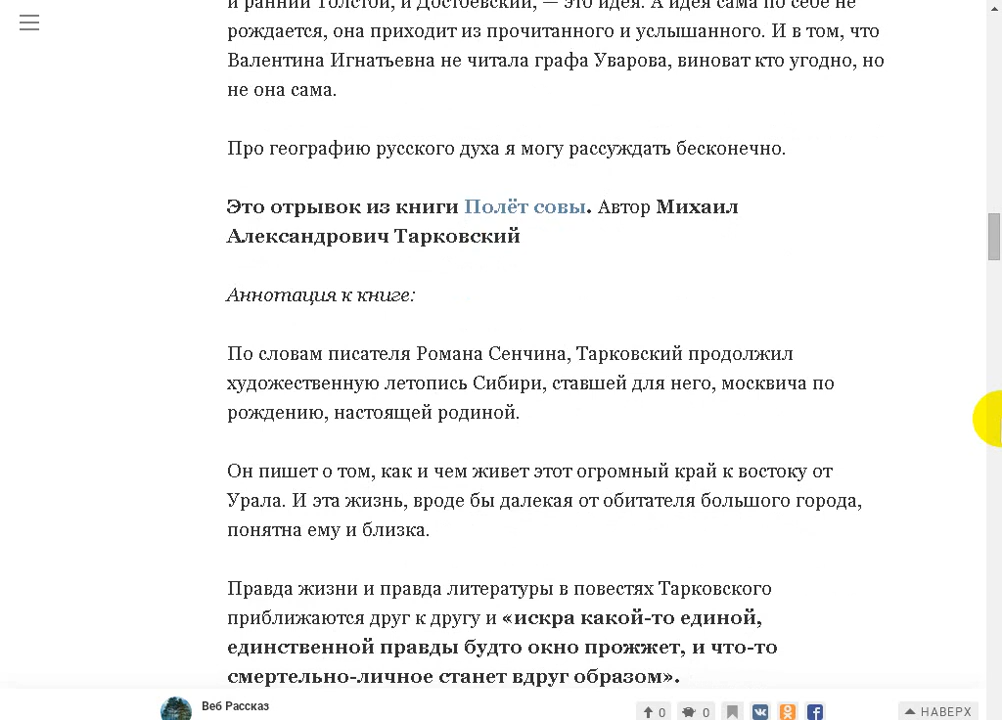 и ранний Толстой, и Достоевский, — это идея. А идея сама по себе не
рождается, она приходит из прочитанного и услышанного. И в том, что
Валентина Игнатьевна не читала графа Уварова, виноват кто угодно, но
не она сама.
Про географию русского духа я могу рассуждать бесконечно.
Это отрывок из книги Полёт совы. Автор Михаил
Александрович Тарковский
Аннотация к книге:
По словам писателя Романа Сенчина, Тарковский продолжил
художественную летопись Сибири, ставшей для него, москвича по
рождению, настоящей родиной.
Он пишет о том, как и чем живет этот огромный край к востоку от
Урала. И эта жизнь, вроде бы далекая от обитателя большого города,
понятна ему и близка.
Правда жизни и правда литературы в повестях Тарковского
приближаются друг к другу и «искра какой-то единой,
единственной правды будто окно прожжет, и что-то
смертельно-личное станет вдруг образом».
Веб Рассказ
0
0
НАВЕРХ